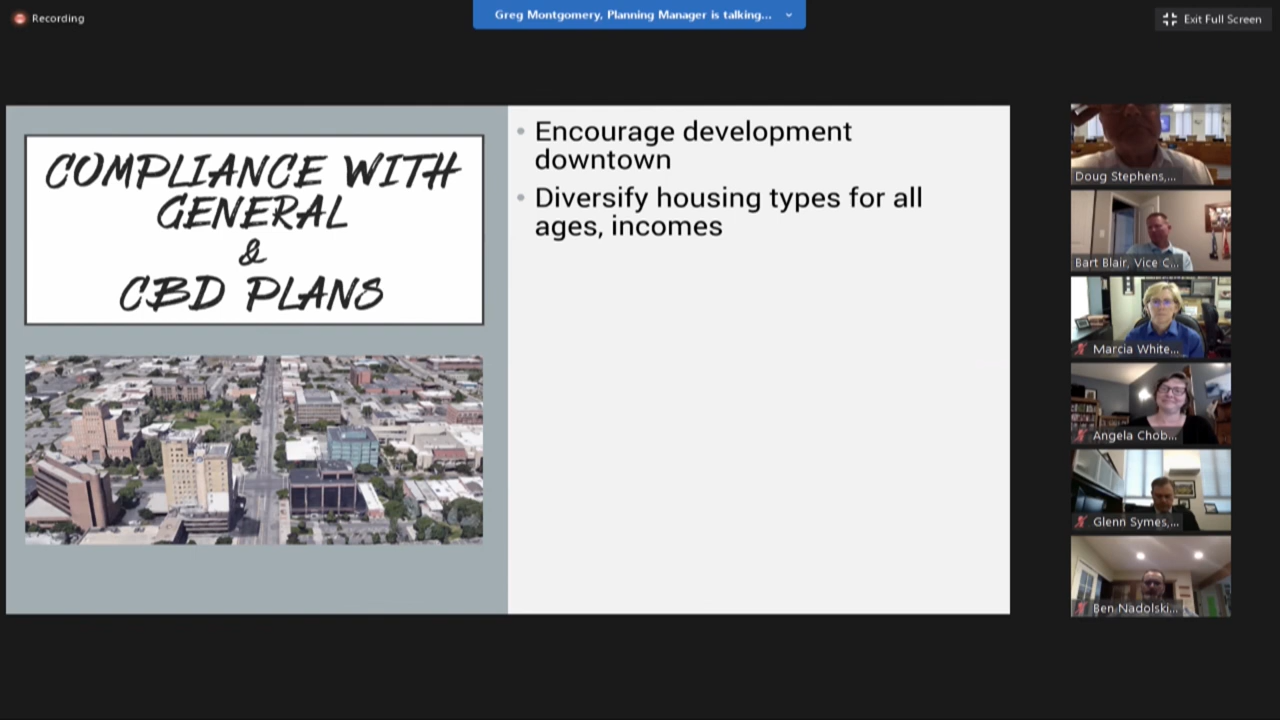 Recording
Greg Montgomery, Planning Manager is talking...
Exit Full Screen
COMPLIANCE WITH
GENERAL
&
CBD PLANS
• Encourage development
downtown
• Diversify housing types for all
ages, incomes
Doug Stephens,...
Bart Blair, Vice C...
Marcia White...
Angela Chob...
Glenn Symes,...
Ben Nadolski...